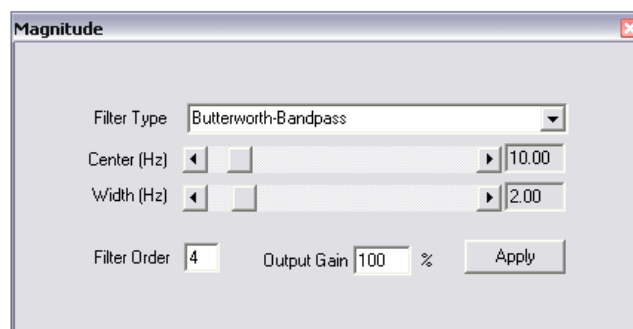 Magnitude
Filter Type Butterworth-Bandpass
Center (Hz) 10.00
Width (Hz) 2.00
Filter Order 4 Output Gain 100 % Apply